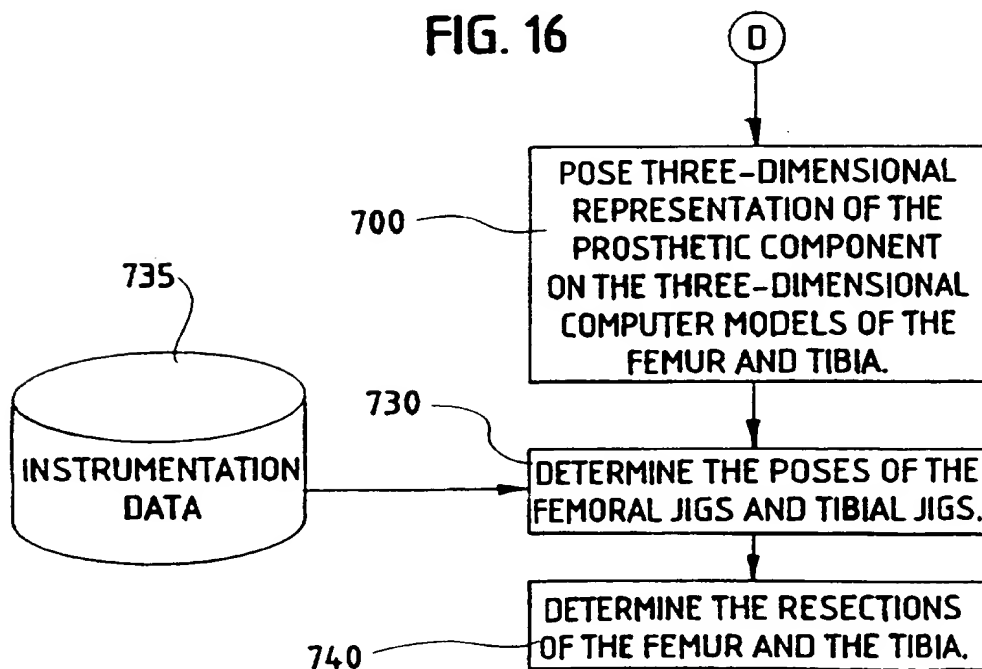 FIG. 16
D
POSE THREE-DIMENSIONAL
REPRESENTATION OF THE
PROSTHETIC COMPONENT
ON THE THREE-DIMENSIONAL
COMPUTER MODELS OF THE
FEMUR AND TIBIA.
700
735
INSTRUMENTATION
DATA
730
DETERMINE THE POSES OF THE
FEMORAL JIGS AND TIBIAL JIGS.
DETERMINE THE RESECTIONS
OF THE FEMUR AND THE TIBIA.
740